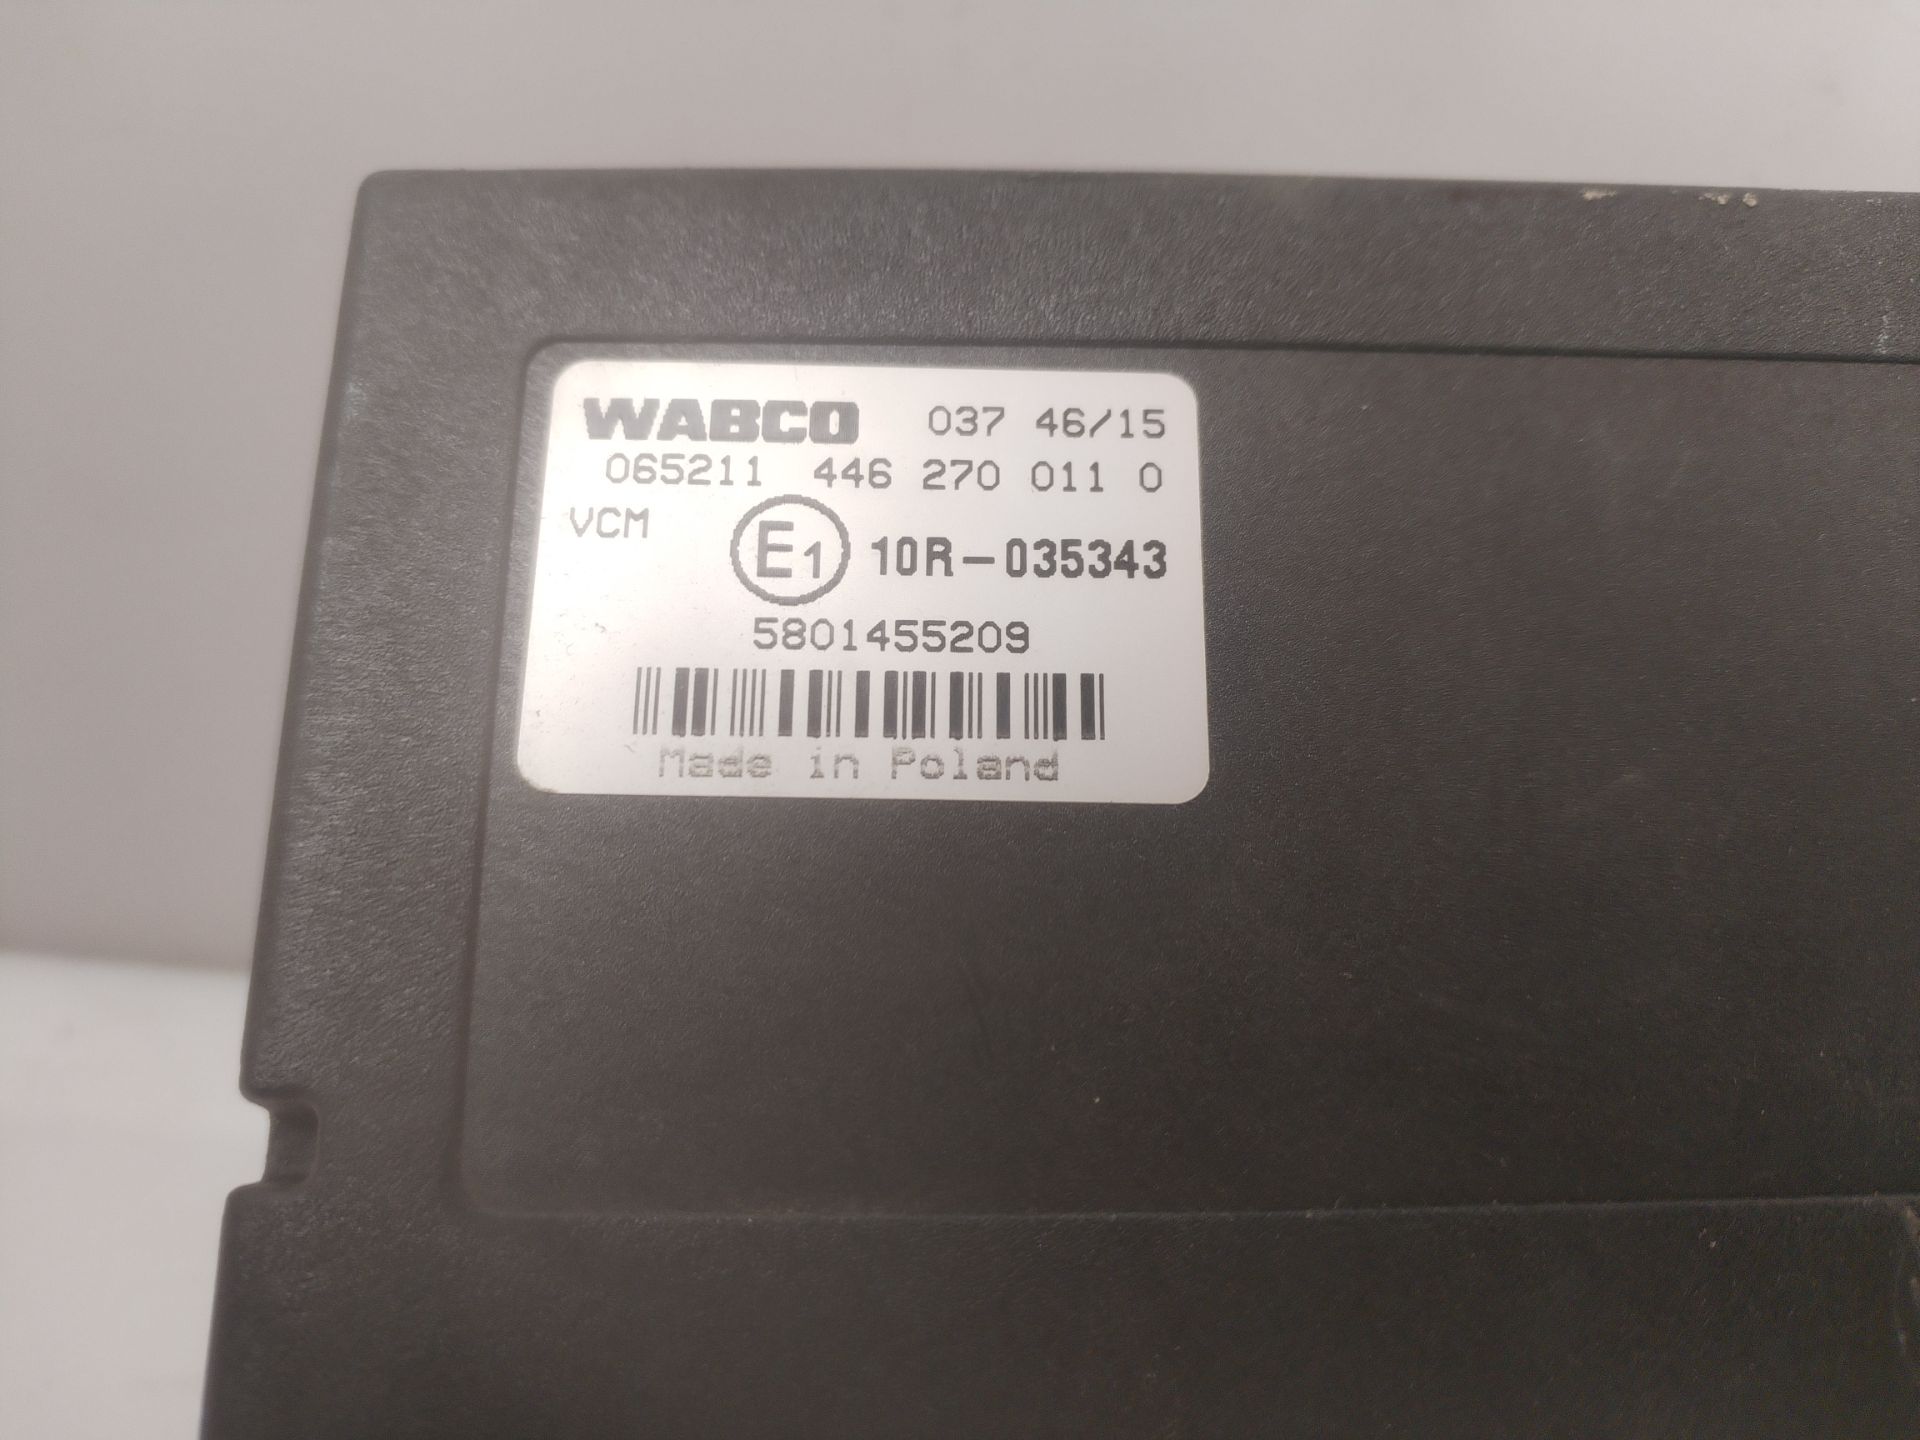 WABCO 037 46/15
065211 446 270 011 0
VCM E1 10R-035343
5801455209
Made in Poland